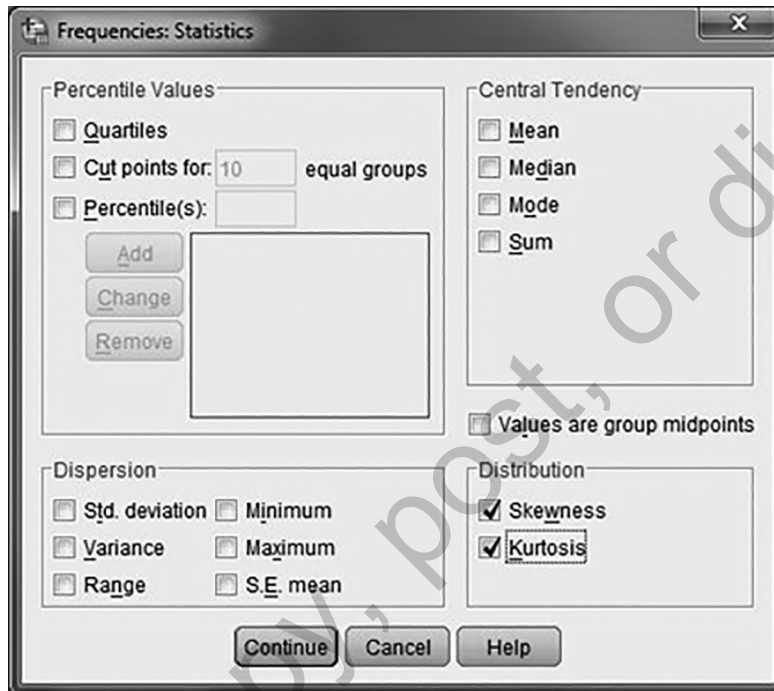 Frequencies: Statistics
Percentile Values
Quartiles
Cut points for: 10 equal groups
Percentile(s):
Add
Change
Remove
Central Tendency
Mean
Median
Mode
Sum
Values are group midpoints
Dispersion
Std. deviation Minimum
Variance Maximum
Range S.E. mean
Distribution
Skewness
Kurtosis
Continue Cancel Help
post, or